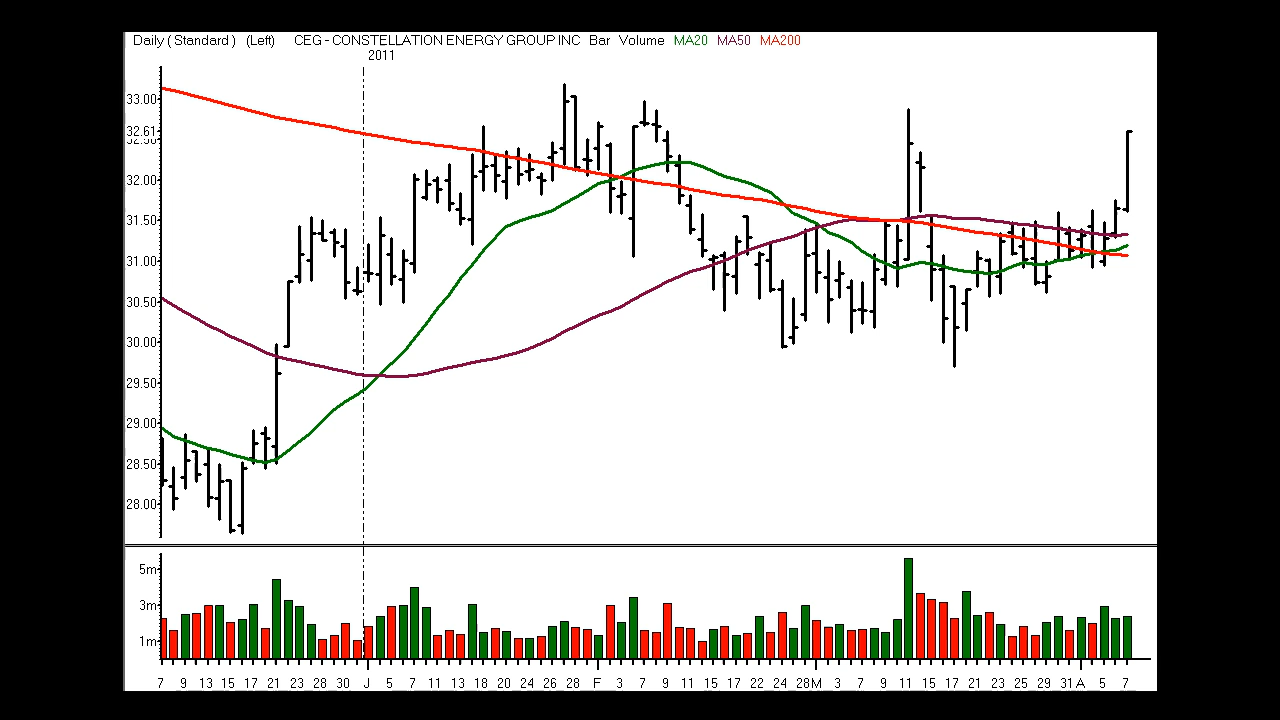 Daily ( Standard ) (Left) CEG - CONSTELLATION ENERGY GROUP INC Bar Volume MA20 MA50 MA200
2011
33.00
32.61
32.50
32.00
31.50
31.00
30.50
30.00
29.50
29.00
28.50
28.00
5m
3m
1m
7 9 13 15 17 21 23 28 30 J 5 7 11 13 18 20 24 26 28 F 3 7 9 11 15 17 22 24 28 M 3 7 9 11 15 17 21 23 25 29 31 A 5 7